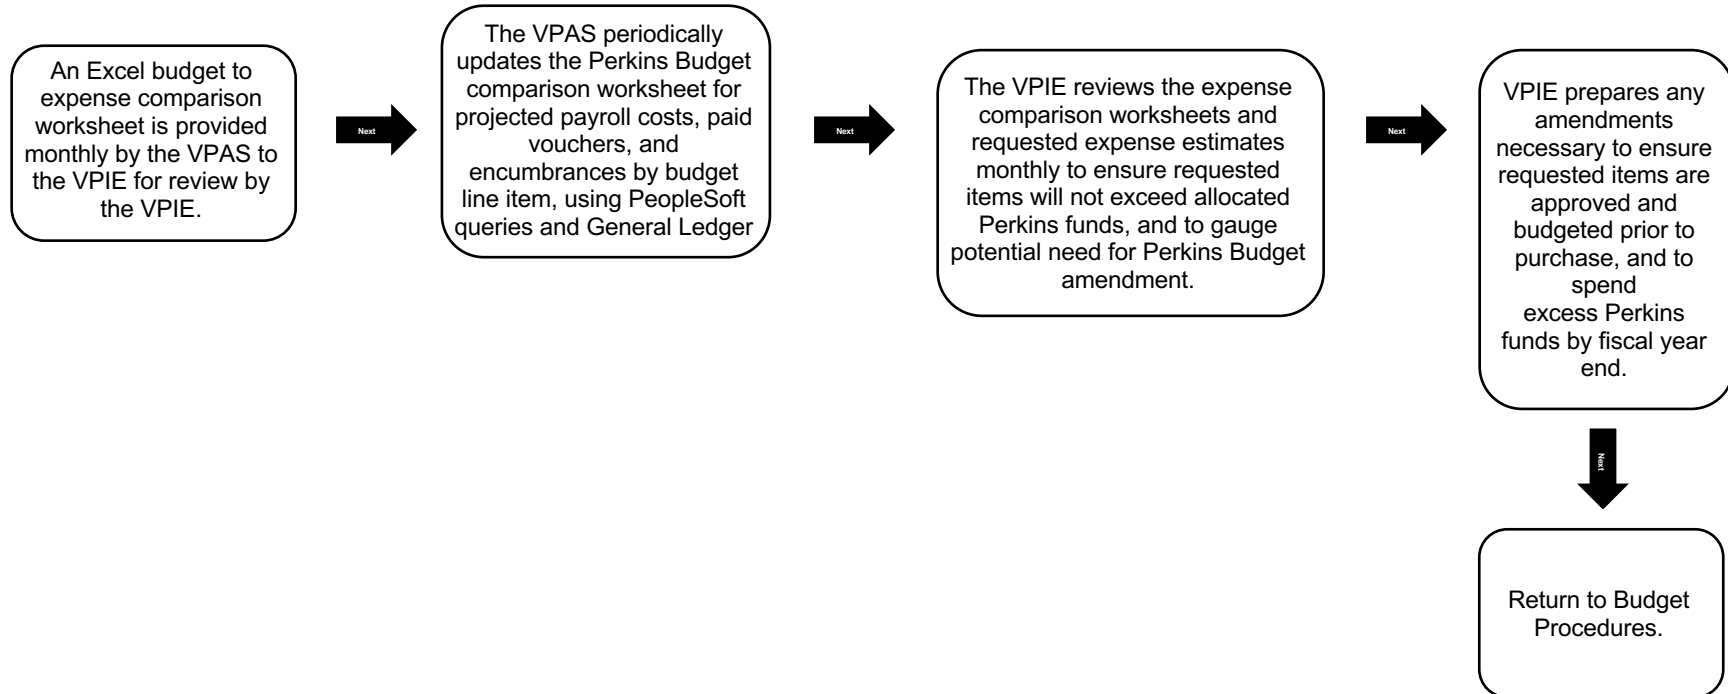 An Excel budget to
expense comparison
worksheet is provided
monthly by the VPAS to
the VPIE for review by
the VPIE.
Next
The VPAS periodically
updates the Perkins Budget
comparison worksheet for
projected payroll costs, paid
vouchers, and
encumbrances by budget
line item, using PeopleSoft
queries and General Ledger
Next
The VPIE reviews the expense
comparison worksheets and
requested expense estimates
monthly to ensure requested
items will not exceed allocated
Perkins funds, and to gauge
potential need for Perkins Budget
amendment.
Next
VPIE prepares any
amendments
necessary to ensure
requested items are
approved and
budgeted prior to
purchase, and to
spend
excess Perkins
funds by fiscal year
end.
Next
Return to Budget
Procedures.